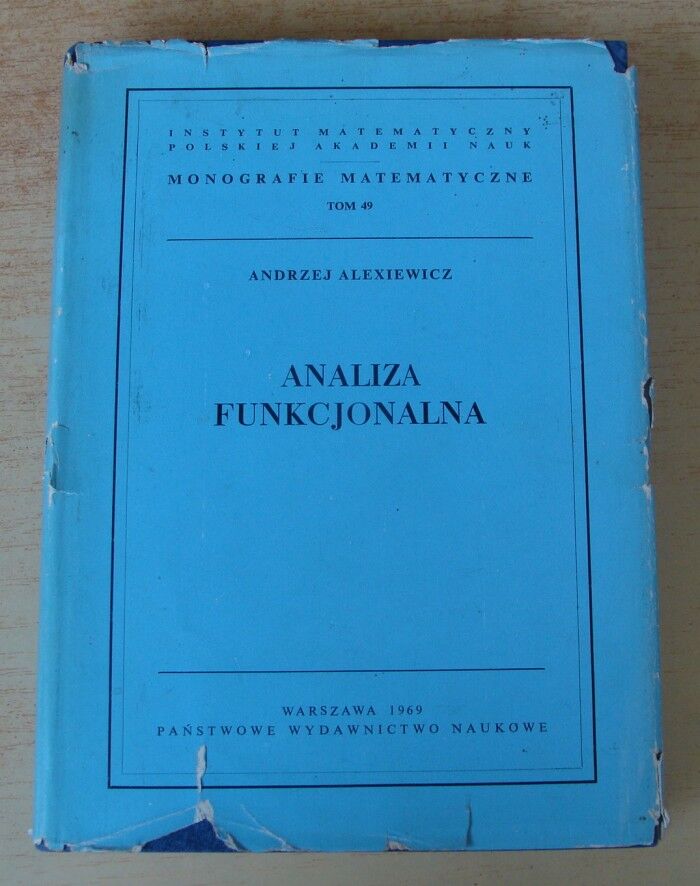 INSTYTUT MATEMATYCZNY
POLSKIEJ AKADEMII NAUK
MONOGRAFIE MATEMATYCZNE
TOM 49
ANDRZEJ ALEXIEWICZ
ANALIZA
FUNKCJONALNA
WARSZAWA 1969
PAŃSTWOWE WYDAWNICTWO NAUKOWE